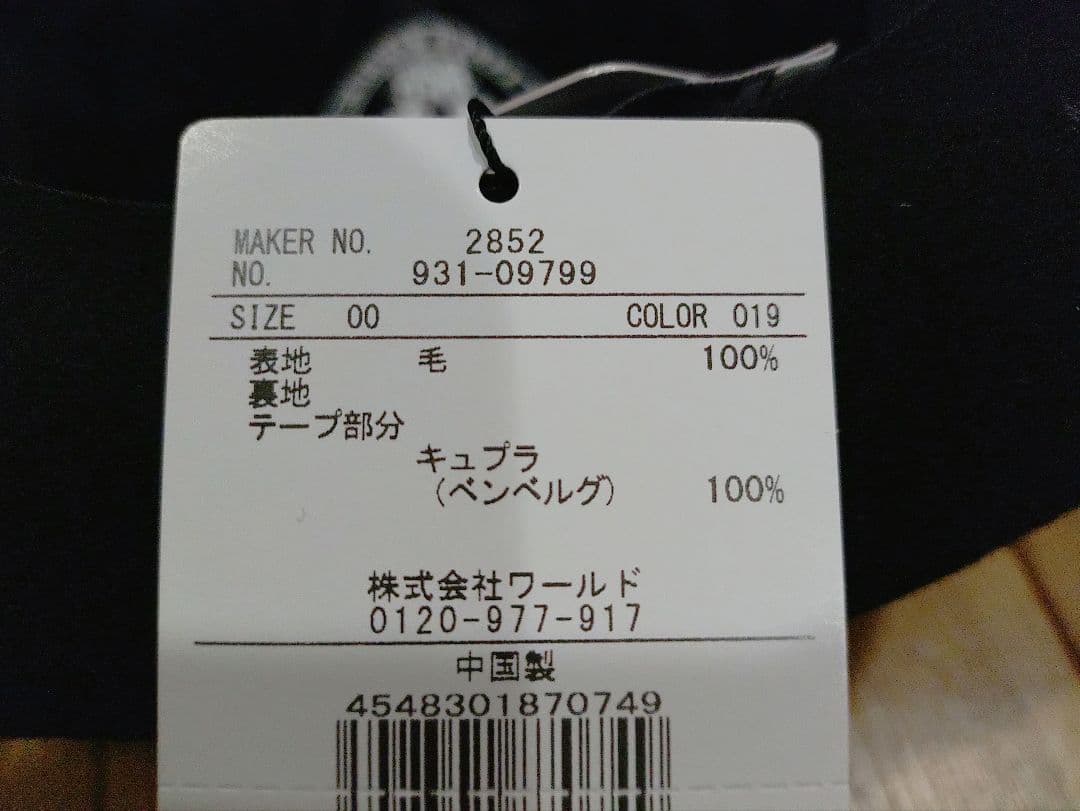 MAKER NO. 2852
NO. 931-09799
SIZE 00 COLOR 019
表地 毛 100%
裏地
テープ部分
キュプラ
(ベンベルグ) 100%
株式会社ワールド
0120-977-917
中国製
4548301870749